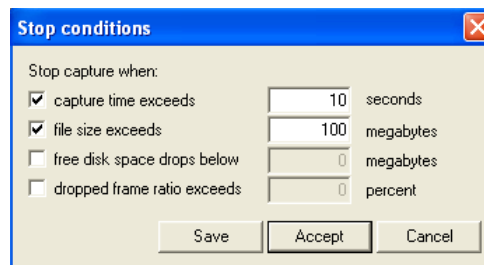 Stop conditions
Stop capture when:
capture time exceeds 10 seconds
file size exceeds 100 megabytes
free disk space drops below 0 megabytes
dropped frame ratio exceeds 0 percent
Save Accept Cancel